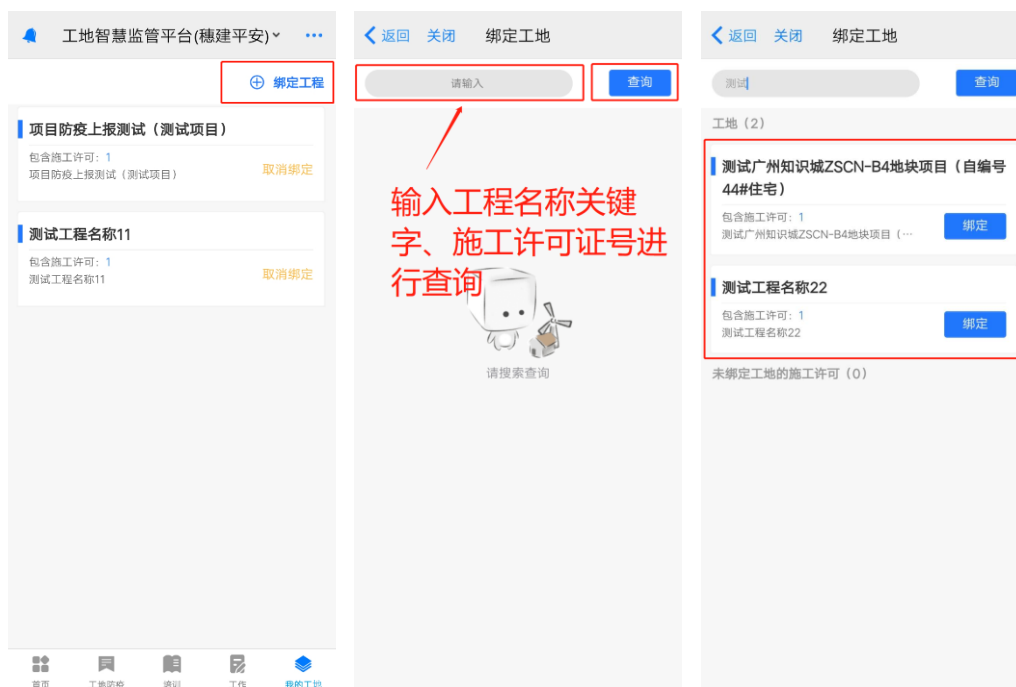 工地智慧监管平台(穗建平安)
绑定工程
项目防疫上报测试（测试项目）
包含施工许可：1
项目防疫上报测试（测试项目）
取消绑定
测试工程名称11
包含施工许可：1
测试工程名称11
取消绑定
首页
工地防疫
培训
工作
我的工地
返回 关闭 绑定工地
请输入
查询
输入工程名称关键
字、施工许可证号进
行查询
请搜索查询
返回 关闭 绑定工地
测试
查询
工地（2）
测试广州知识城ZSCN-B4地块项目（自编号
44#住宅）
包含施工许可：1
测试广州知识城ZSCN-B4地块项目（…
绑定
测试工程名称22
包含施工许可：1
测试工程名称22
绑定
未绑定工地的施工许可（0）